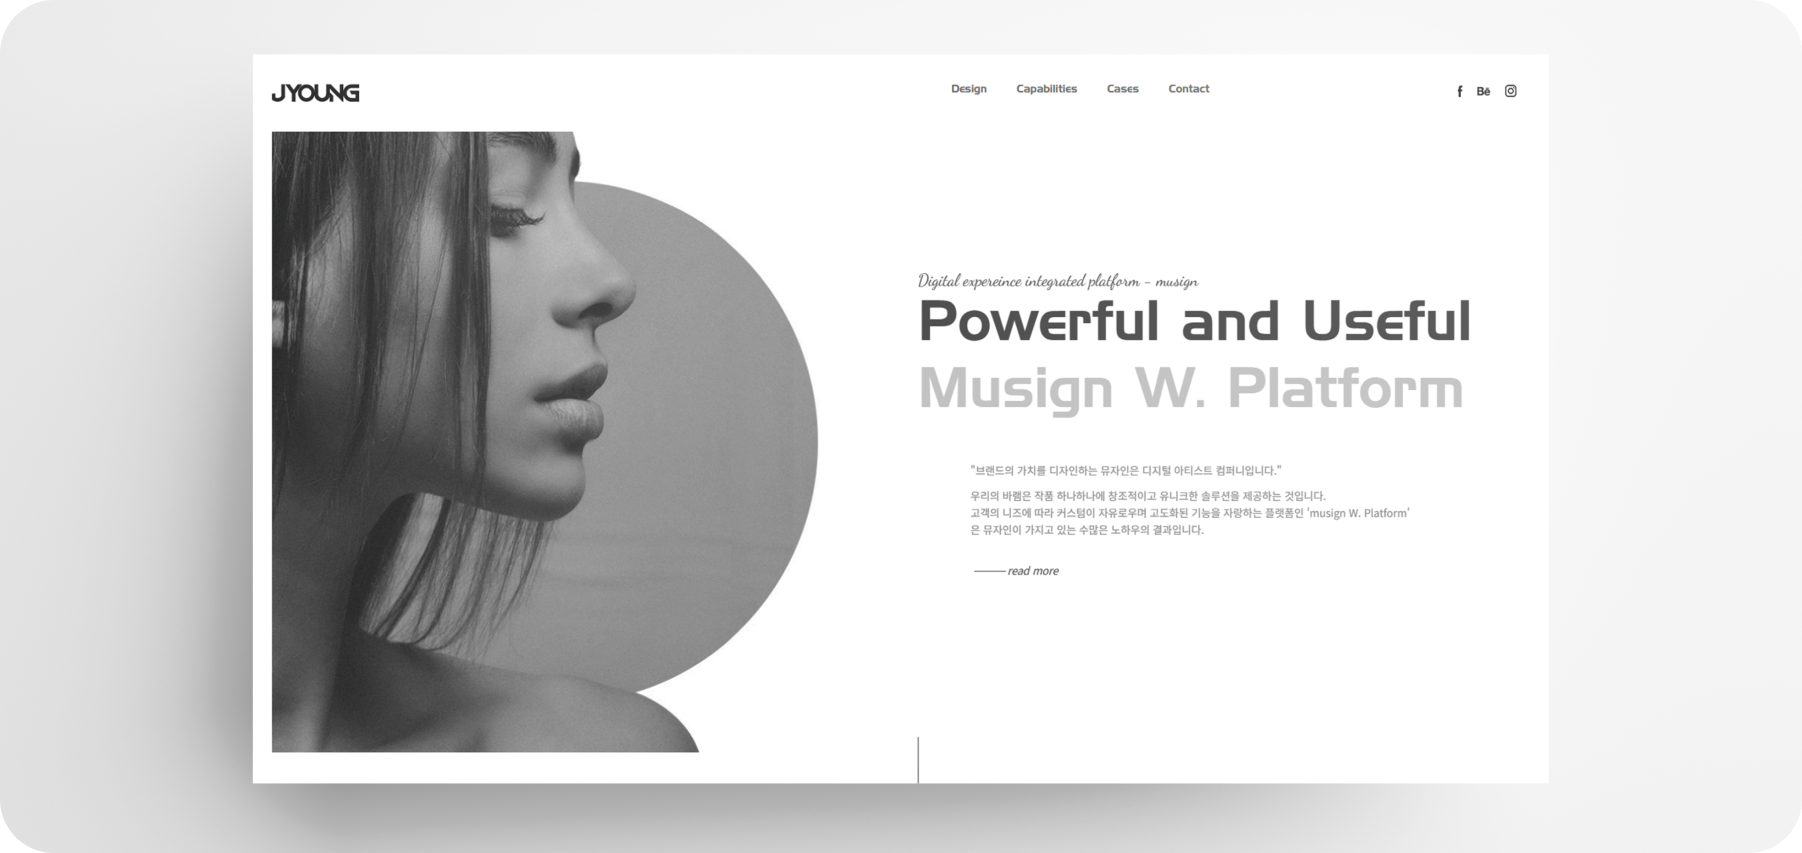 JYOUNG
Design Capabilities Cases Contact
f Bē
Digital expereince integrated platform - musign
Powerful and Useful
Musign W. Platform
"브랜드의 가치를 디자인하는 뮤자인은 디지털 아티스트 컴퍼니입니다."
우리의 바램은 작품 하나하나에 창조적이고 유니크한 솔루션을 제공하는 것입니다.
고객의 니즈에 따라 커스텀이 자유로우며 고도화된 기능을 자랑하는 플랫폼인 'musign W. Platform'
은 뮤자인이 가지고 있는 수많은 노하우의 결과입니다.
read more